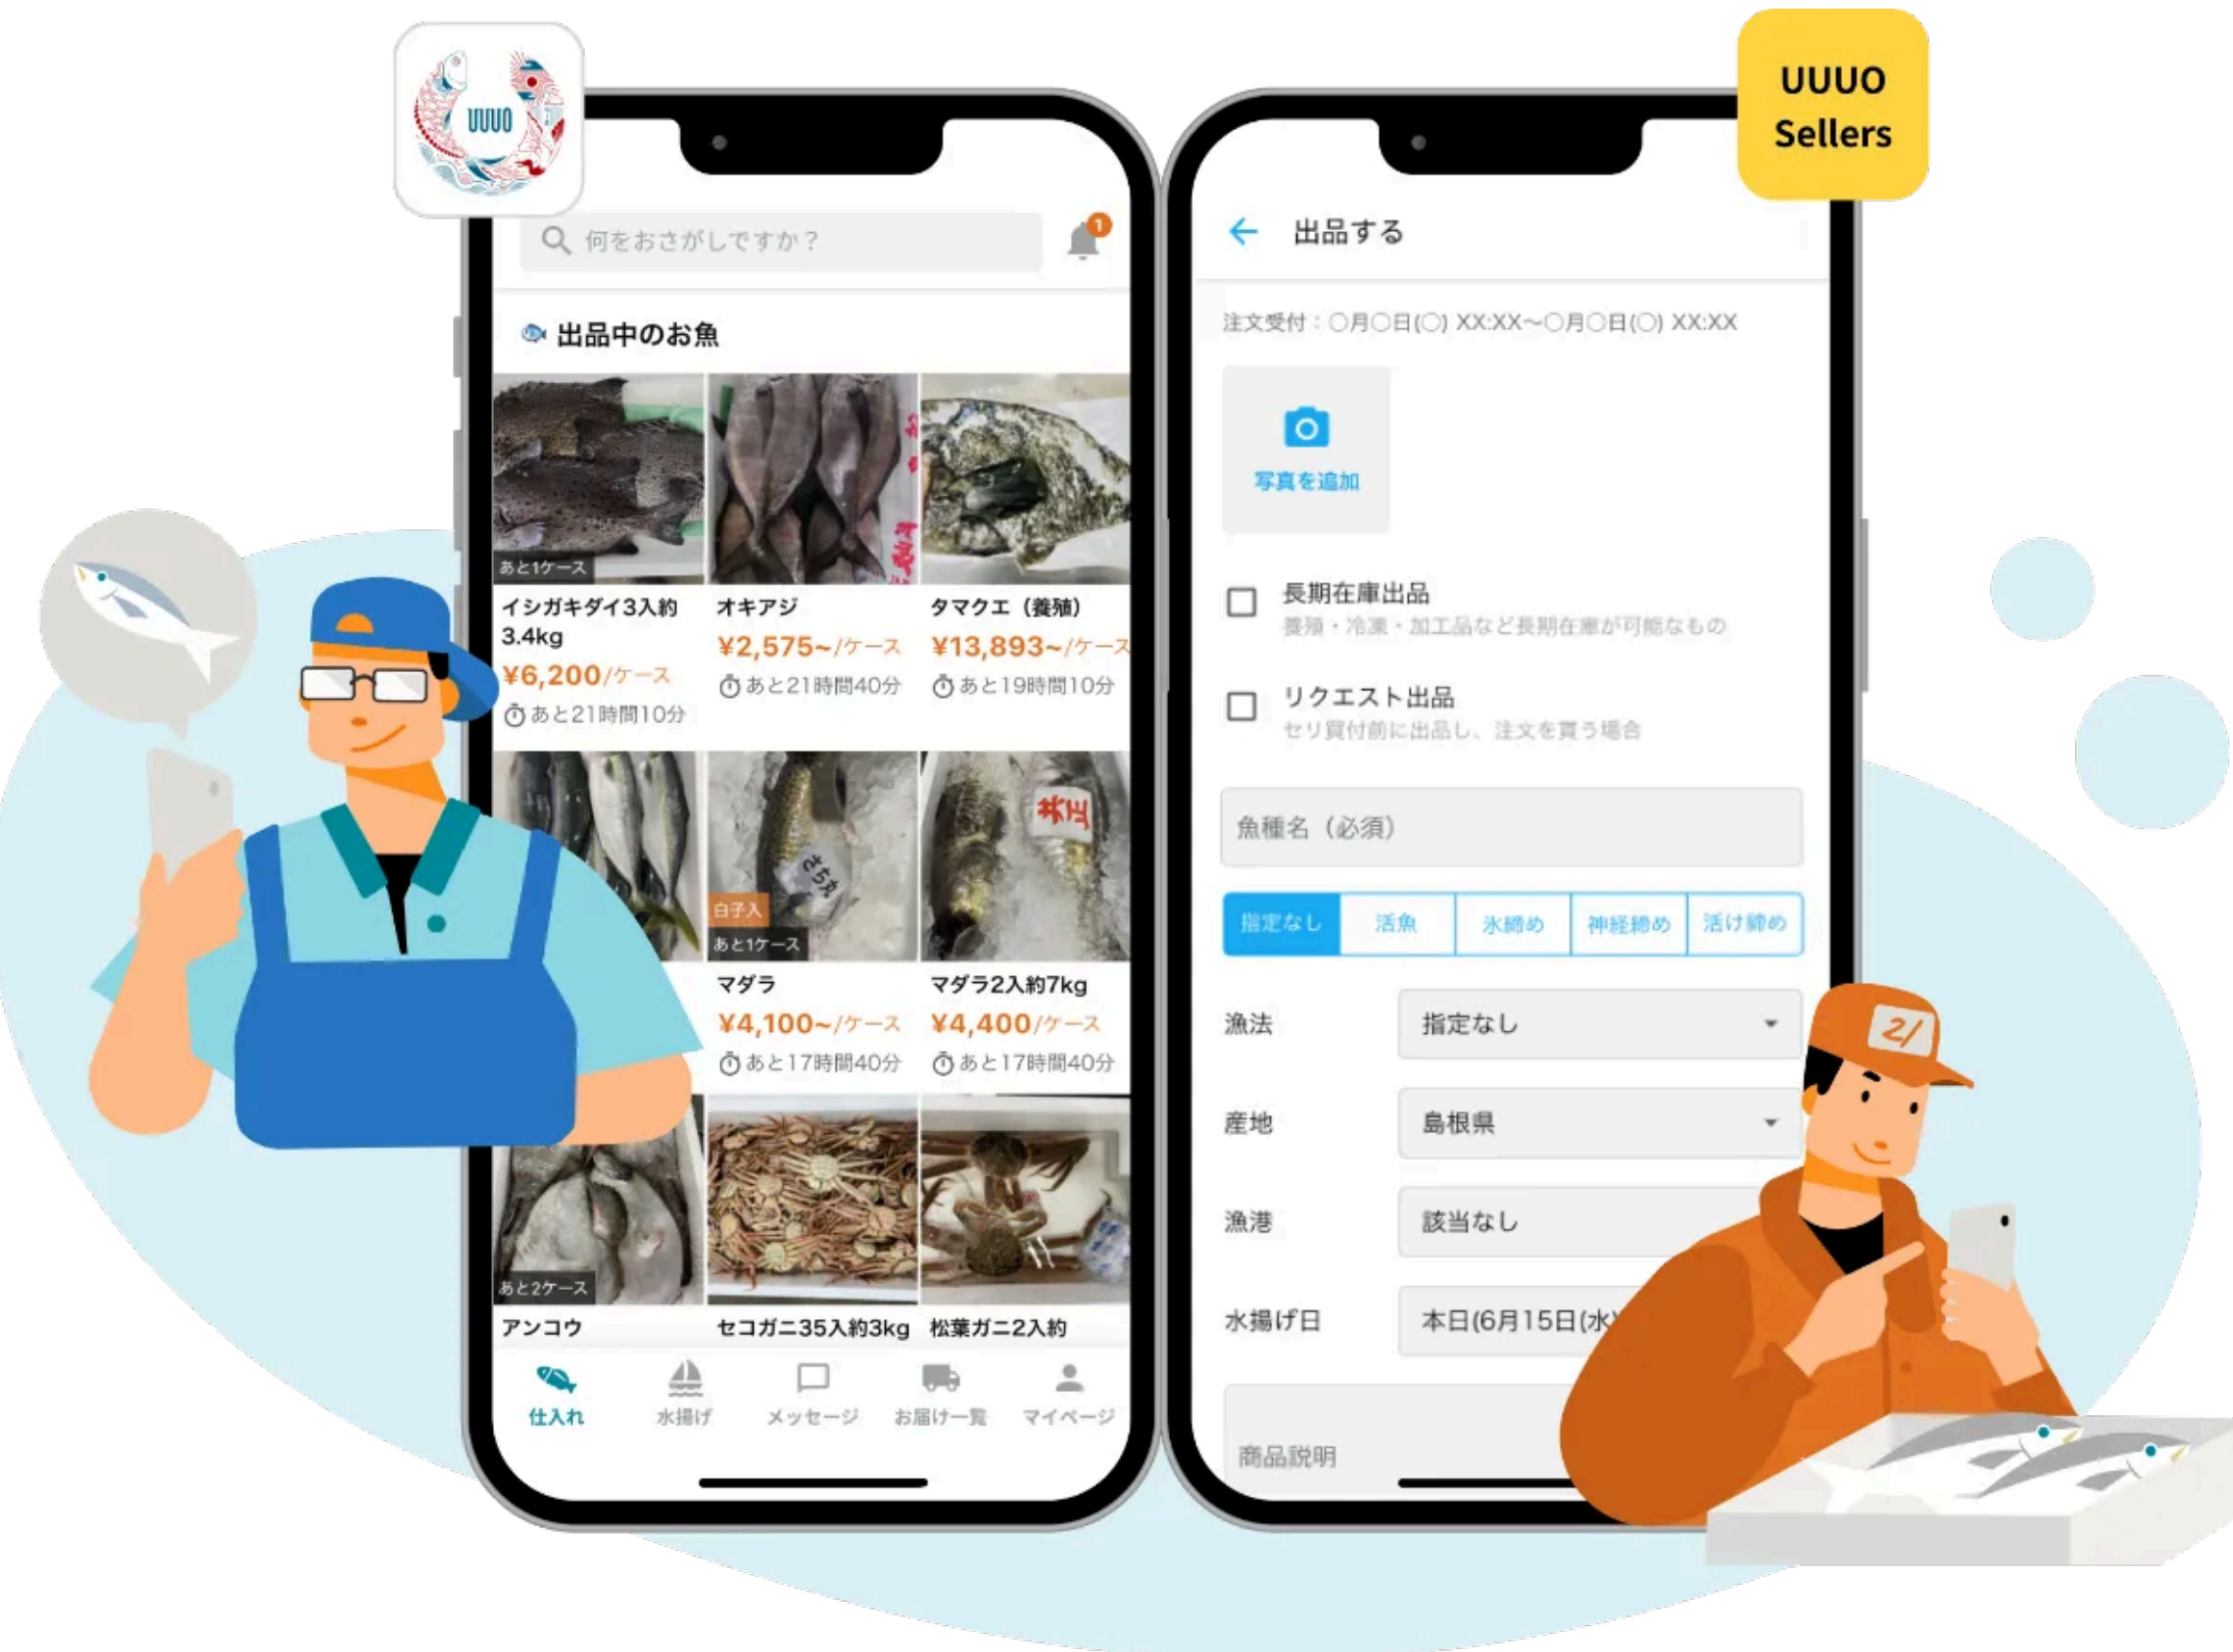 UUUO
何をおさがしですか？
1
出品中のお魚
あと1ケース
イシガキダイ3入約
3.4kg
¥6,200/ケース
あと21時間10分
オキアジ
¥2,575~/ケース
あと21時間40分
タマクエ（養殖）
¥13,893~/ケース
あと19時間10分
さち丸
白子入
あと1ケース
マダラ
¥4,100~/ケース
あと17時間40分
共正
マダラ2入約7kg
¥4,400/ケース
あと17時間40分
あと2ケース
アンコウ
セコガニ35入約3kg
松葉ガニ2入約
仕入れ
水揚げ
メッセージ
お届け一覧
マイページ
UUUO
Sellers
出品する
注文受付：○月○日(○) XX:XX〜○月○日(○) XX:XX
写真を追加
長期在庫出品
養殖・冷凍・加工品など長期在庫が可能なもの
リクエスト出品
セリ買付前に出品し、注文を貰う場合
魚種名（必須）
指定なし 活魚 氷締め 神経締め 活け締め
漁法 指定なし
産地 島根県
漁港 該当なし
水揚げ日 本日(6月15日(水)
商品説明
2/